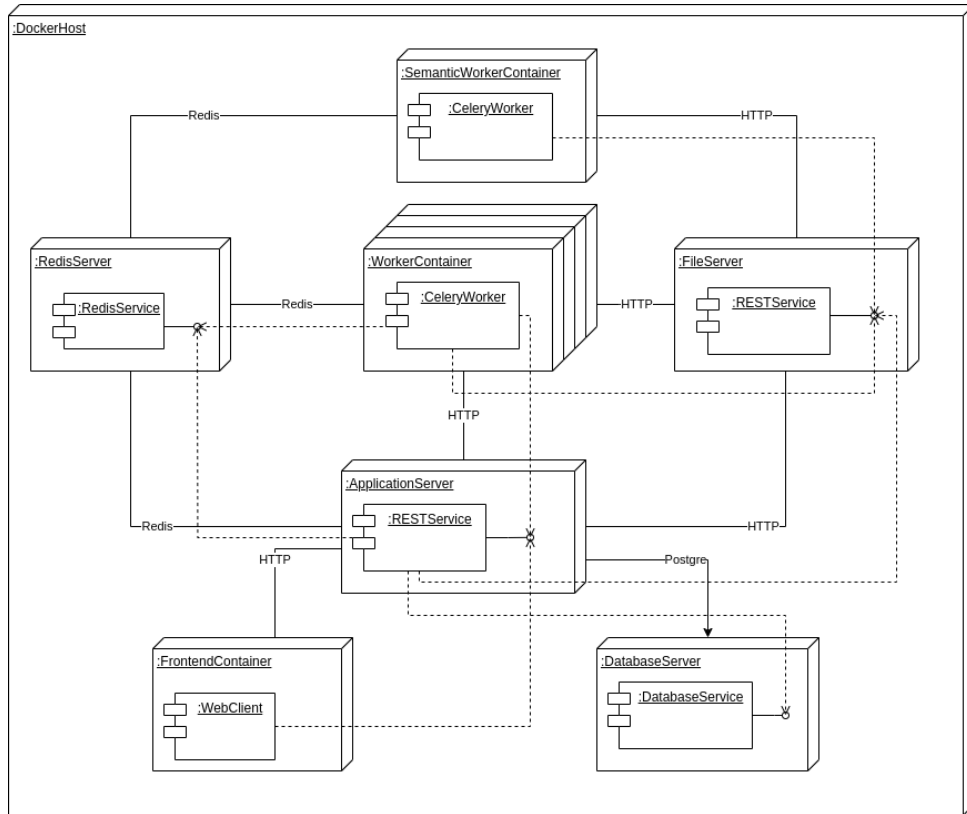 :DockerHost
:SemanticWorkerContainer
:CeleryWorker
Redis
HTTP
:RedisServer
:RedisService
Redis
:WorkerContainer
:CeleryWorker
HTTP
:FileServer
:RESTService
HTTP
:ApplicationServer
:RESTService
Redis
HTTP
HTTP
Postgre
:FrontendContainer
:WebClient
:DatabaseServer
:DatabaseService